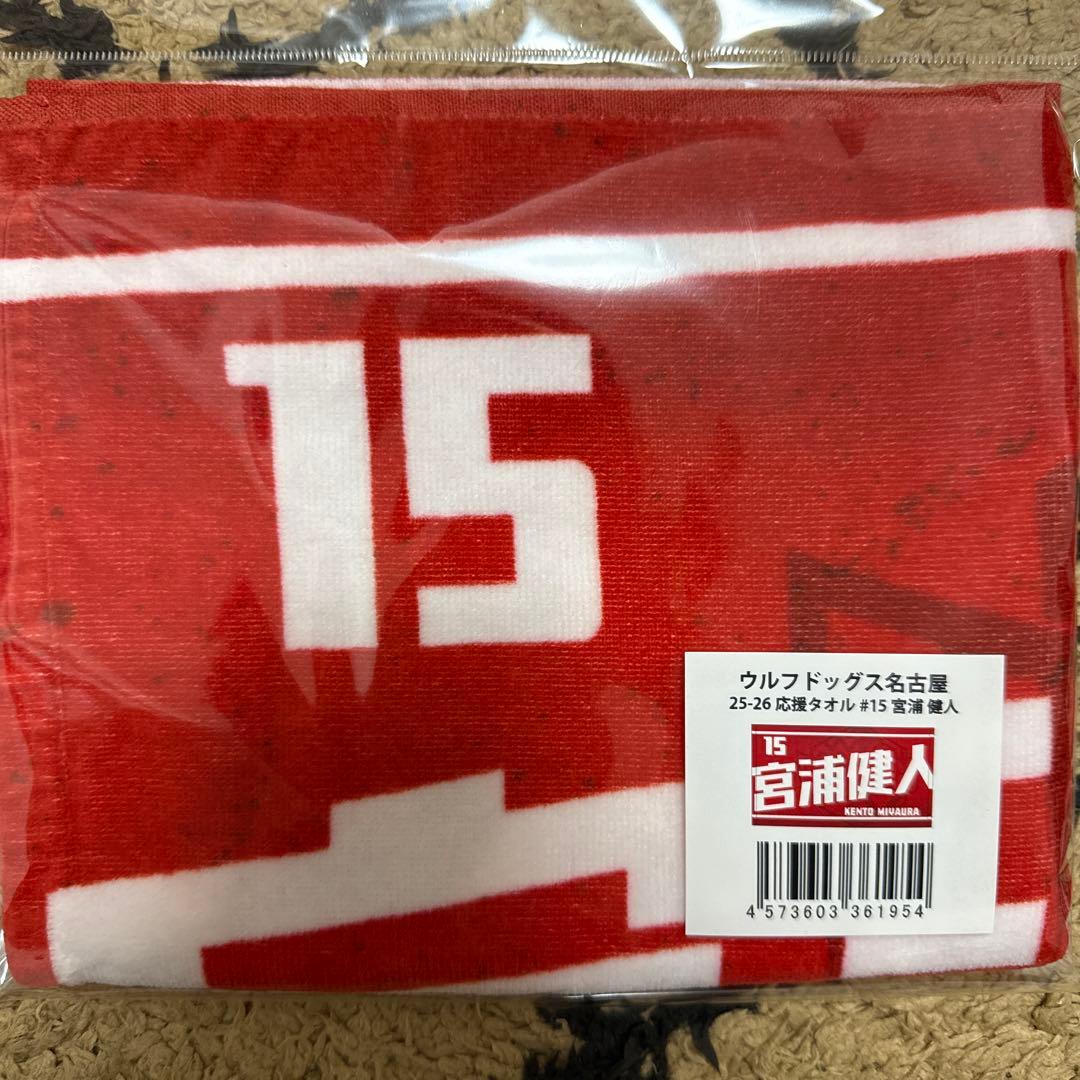 15
ウルフドッグス名古屋
25-26 応援タオル #15 宮浦 健人
15
宮浦健人
KENTO MIYAURA
4 573603 361954